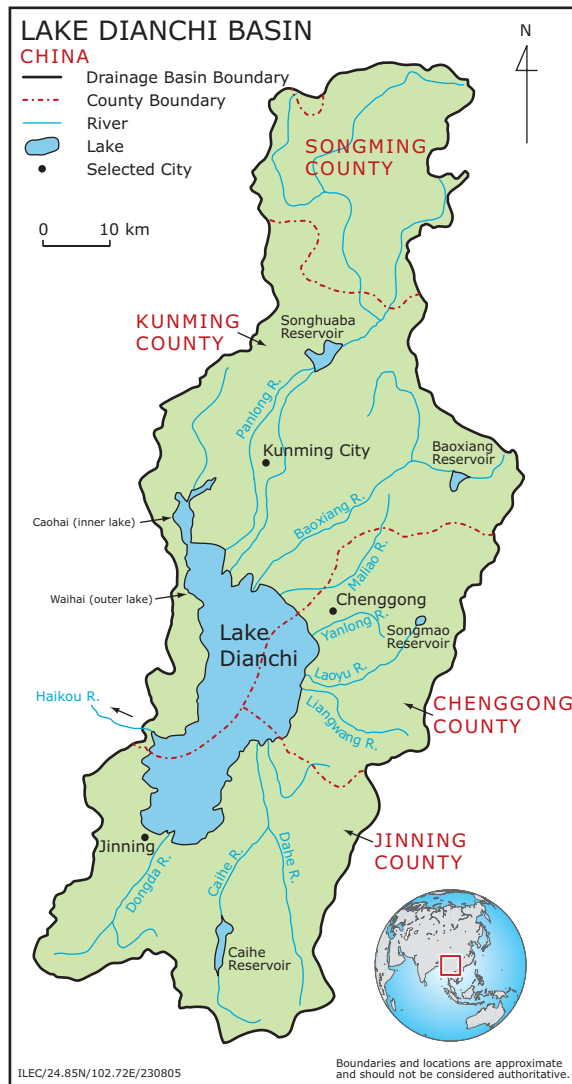 LAKE DIANCHI BASIN
CHINA
Drainage Basin Boundary
County Boundary
River
Lake
Selected City
0 10 km
N
SONGMING
COUNTY
KUNMING
COUNTY
Songhuaba
Reservoir
Panlong R.
Kunming City
Baoxiang
Reservoir
Caohai (inner lake)
Baoxiang R.
Maliao R.
Waihai (outer lake)
Chenggong
Yanlong R.
Songmao
Reservoir
Lake
Dianchi
Laoyu R.
Haikou R.
Liangwang R.
CHENGGONG
COUNTY
Jinning
JINNING
COUNTY
Dongda R.
Caihe R.
Dahe R.
Caihe
Reservoir
ILEC/24.85N/102.72E/230805
Boundaries and locations are approximate
and should not be considered authoritative.